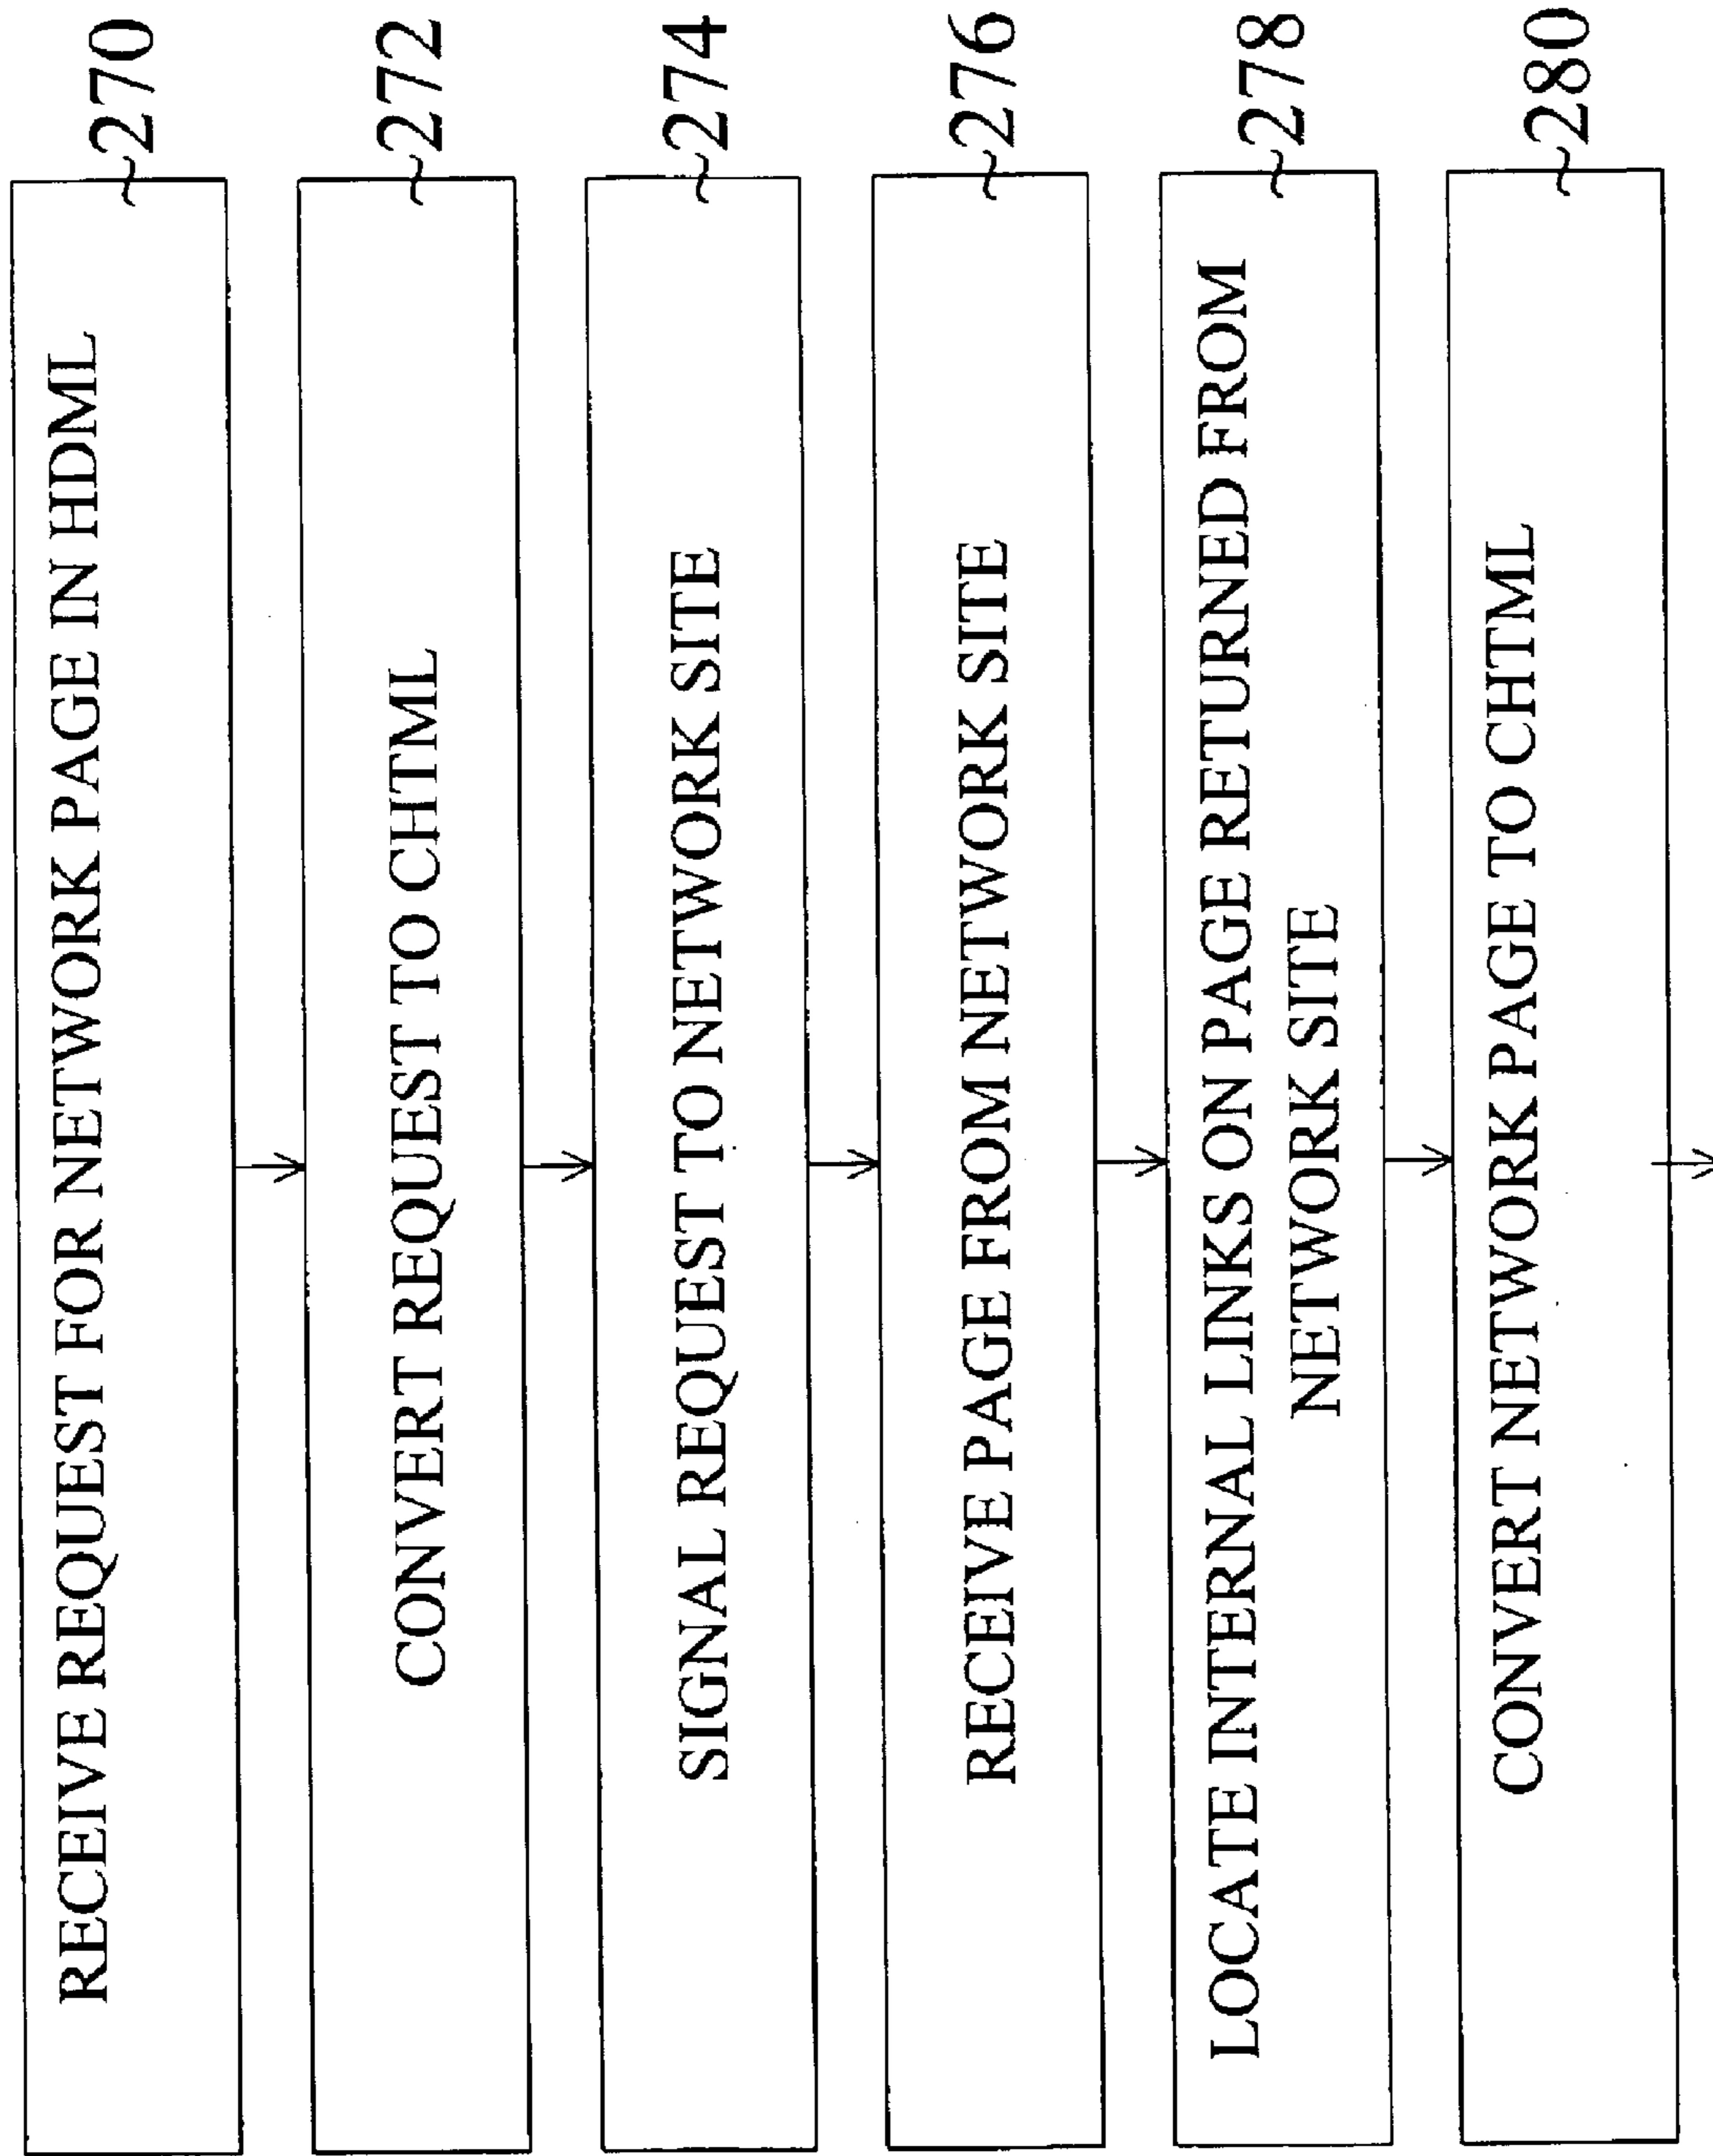 RECEIVE REQUEST FOR NETWORK PAGE IN HDML
~270
CONVERT REQUEST TO CHTML
~272
SIGNAL REQUEST TO NETWORK SITE
~274
RECEIVE PAGE FROM NETWORK SITE
~276
LOCATE INTERNAL LINKS ON PAGE RETURNED FROM
NETWORK SITE
~278
CONVERT NETWORK PAGE TO CHTML
~280